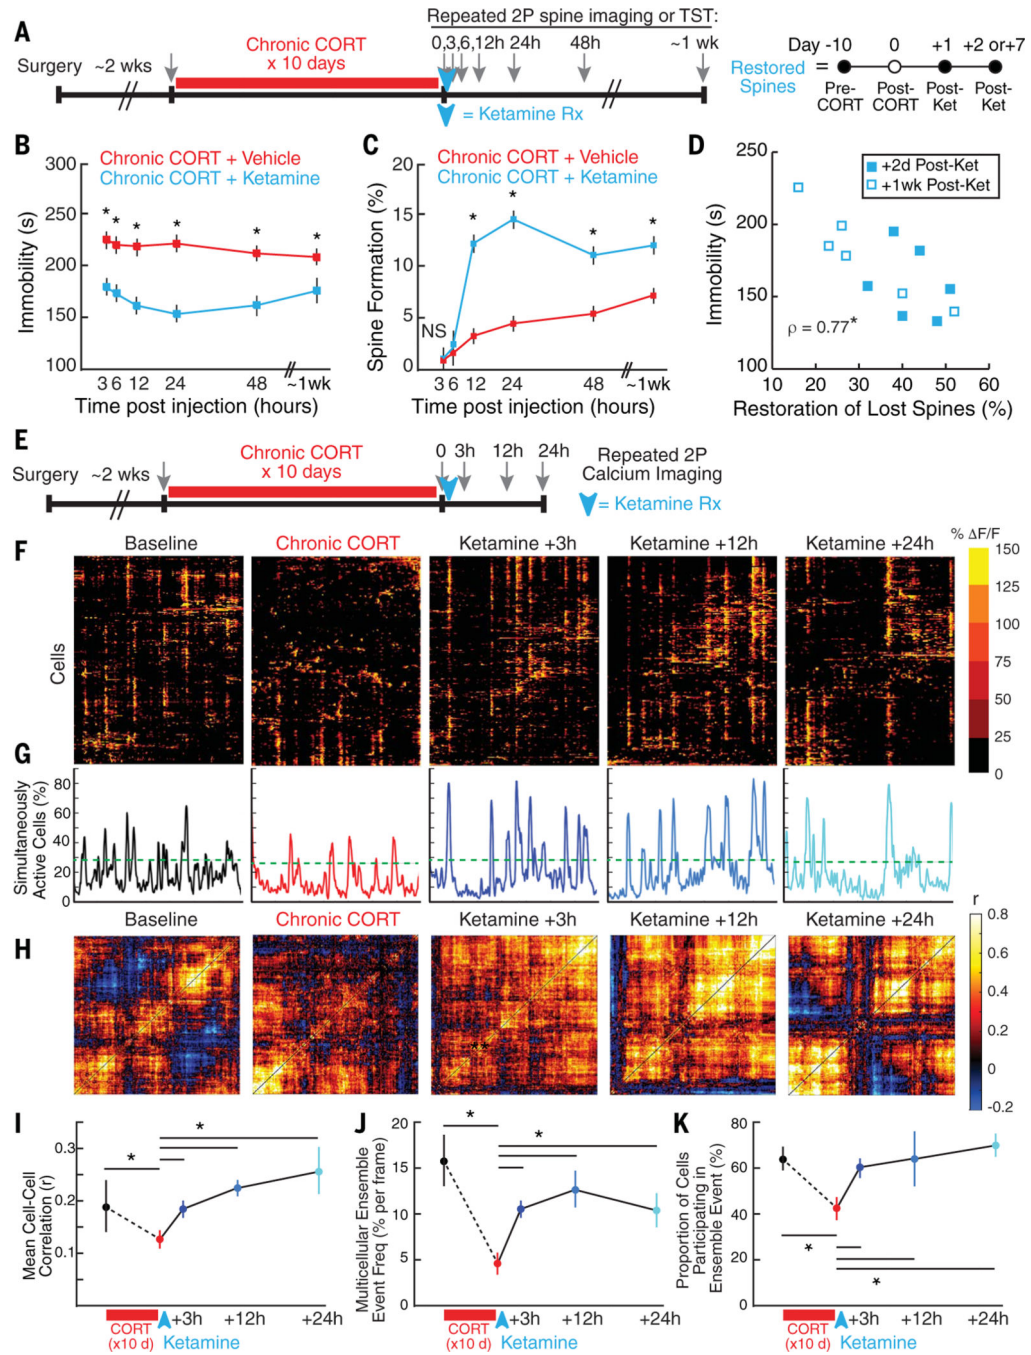 A
Repeated 2P spine imaging or TST:
Surgery ~2 wks
Chronic CORT
x 10 days
0,3,6,12h 24h 48h ~1 wk
= Ketamine Rx
Day -10 0 +1 +2 or+7
Restored
Spines
=
Pre-
CORT
Post-
CORT
Post-
Ket
Post-
Ket
B
Chronic CORT + Vehicle
Chronic CORT + Ketamine
Immobility (s)
300
250
200
150
100
* * * * * *
3 6 12 24 48 ~1wk
Time post injection (hours)
C
Chronic CORT + Vehicle
Chronic CORT + Ketamine
Spine Formation (%)
20
15
10
5
0
NS * * * *
3 6 12 24 48 ~1wk
Time post injection (hours)
D
+2d Post-Ket
+1wk Post-Ket
Immobility (s)
250
200
150
100
ρ = 0.77*
10 20 30 40 50 60
Restoration of Lost Spines (%)
E
Surgery ~2 wks
Chronic CORT
x 10 days
0 3h 12h 24h
Repeated 2P
Calcium Imaging
= Ketamine Rx
F
Baseline Chronic CORT Ketamine +3h Ketamine +12h Ketamine +24h
Cells
% ΔF/F
150
125
100
75
50
25
0
G
Simultaneously
Active Cells (%)
80
60
40
20
0
H
Baseline Chronic CORT Ketamine +3h Ketamine +12h Ketamine +24h
**
r
0.8
0.6
0.4
0.2
0
-0.2
I
Mean Cell-Cell
Correlation (r)
0.3
0.2
0.1
* *
+3h +12h +24h
CORT
(x10 d)
Ketamine
J
Multicellular Ensemble
Event Freq (% per frame)
20
15
10
5
0
* *
+3h +12h +24h
CORT
(x10 d)
Ketamine
K
Proportion of Cells
Participating in
Ensemble Event (%)
80
60
40
20
0
* *
+3h +12h +24h
CORT
(x10 d)
Ketamine